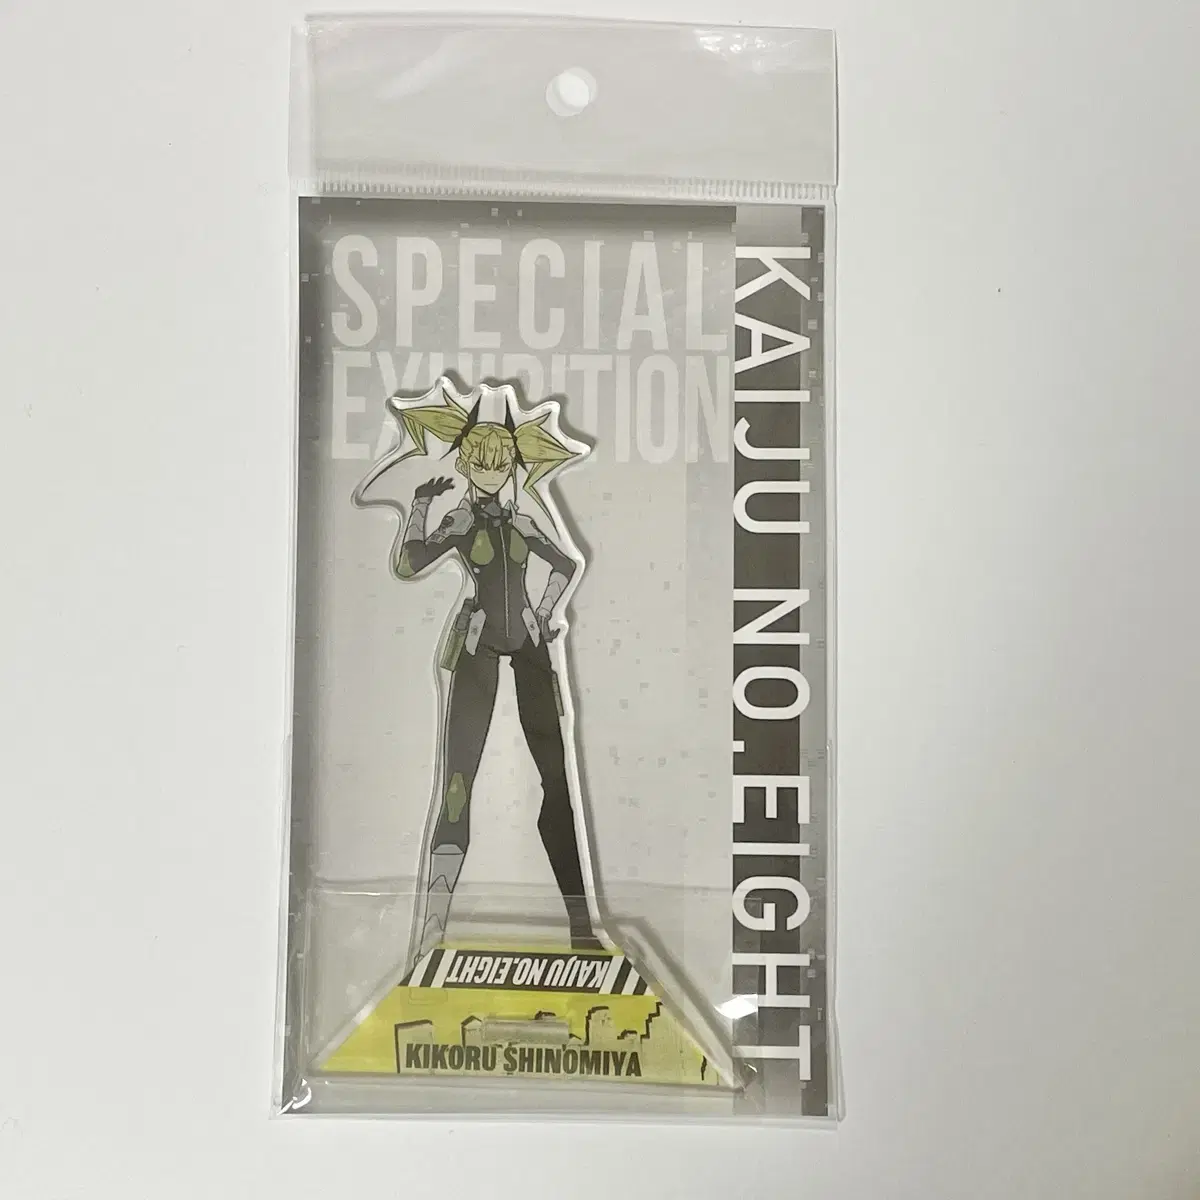 SPECIAL
EXHIBITION
KAIJU NO.EIGHT
KAIJU NO.EIGHT
KIKORU SHINOMIYA